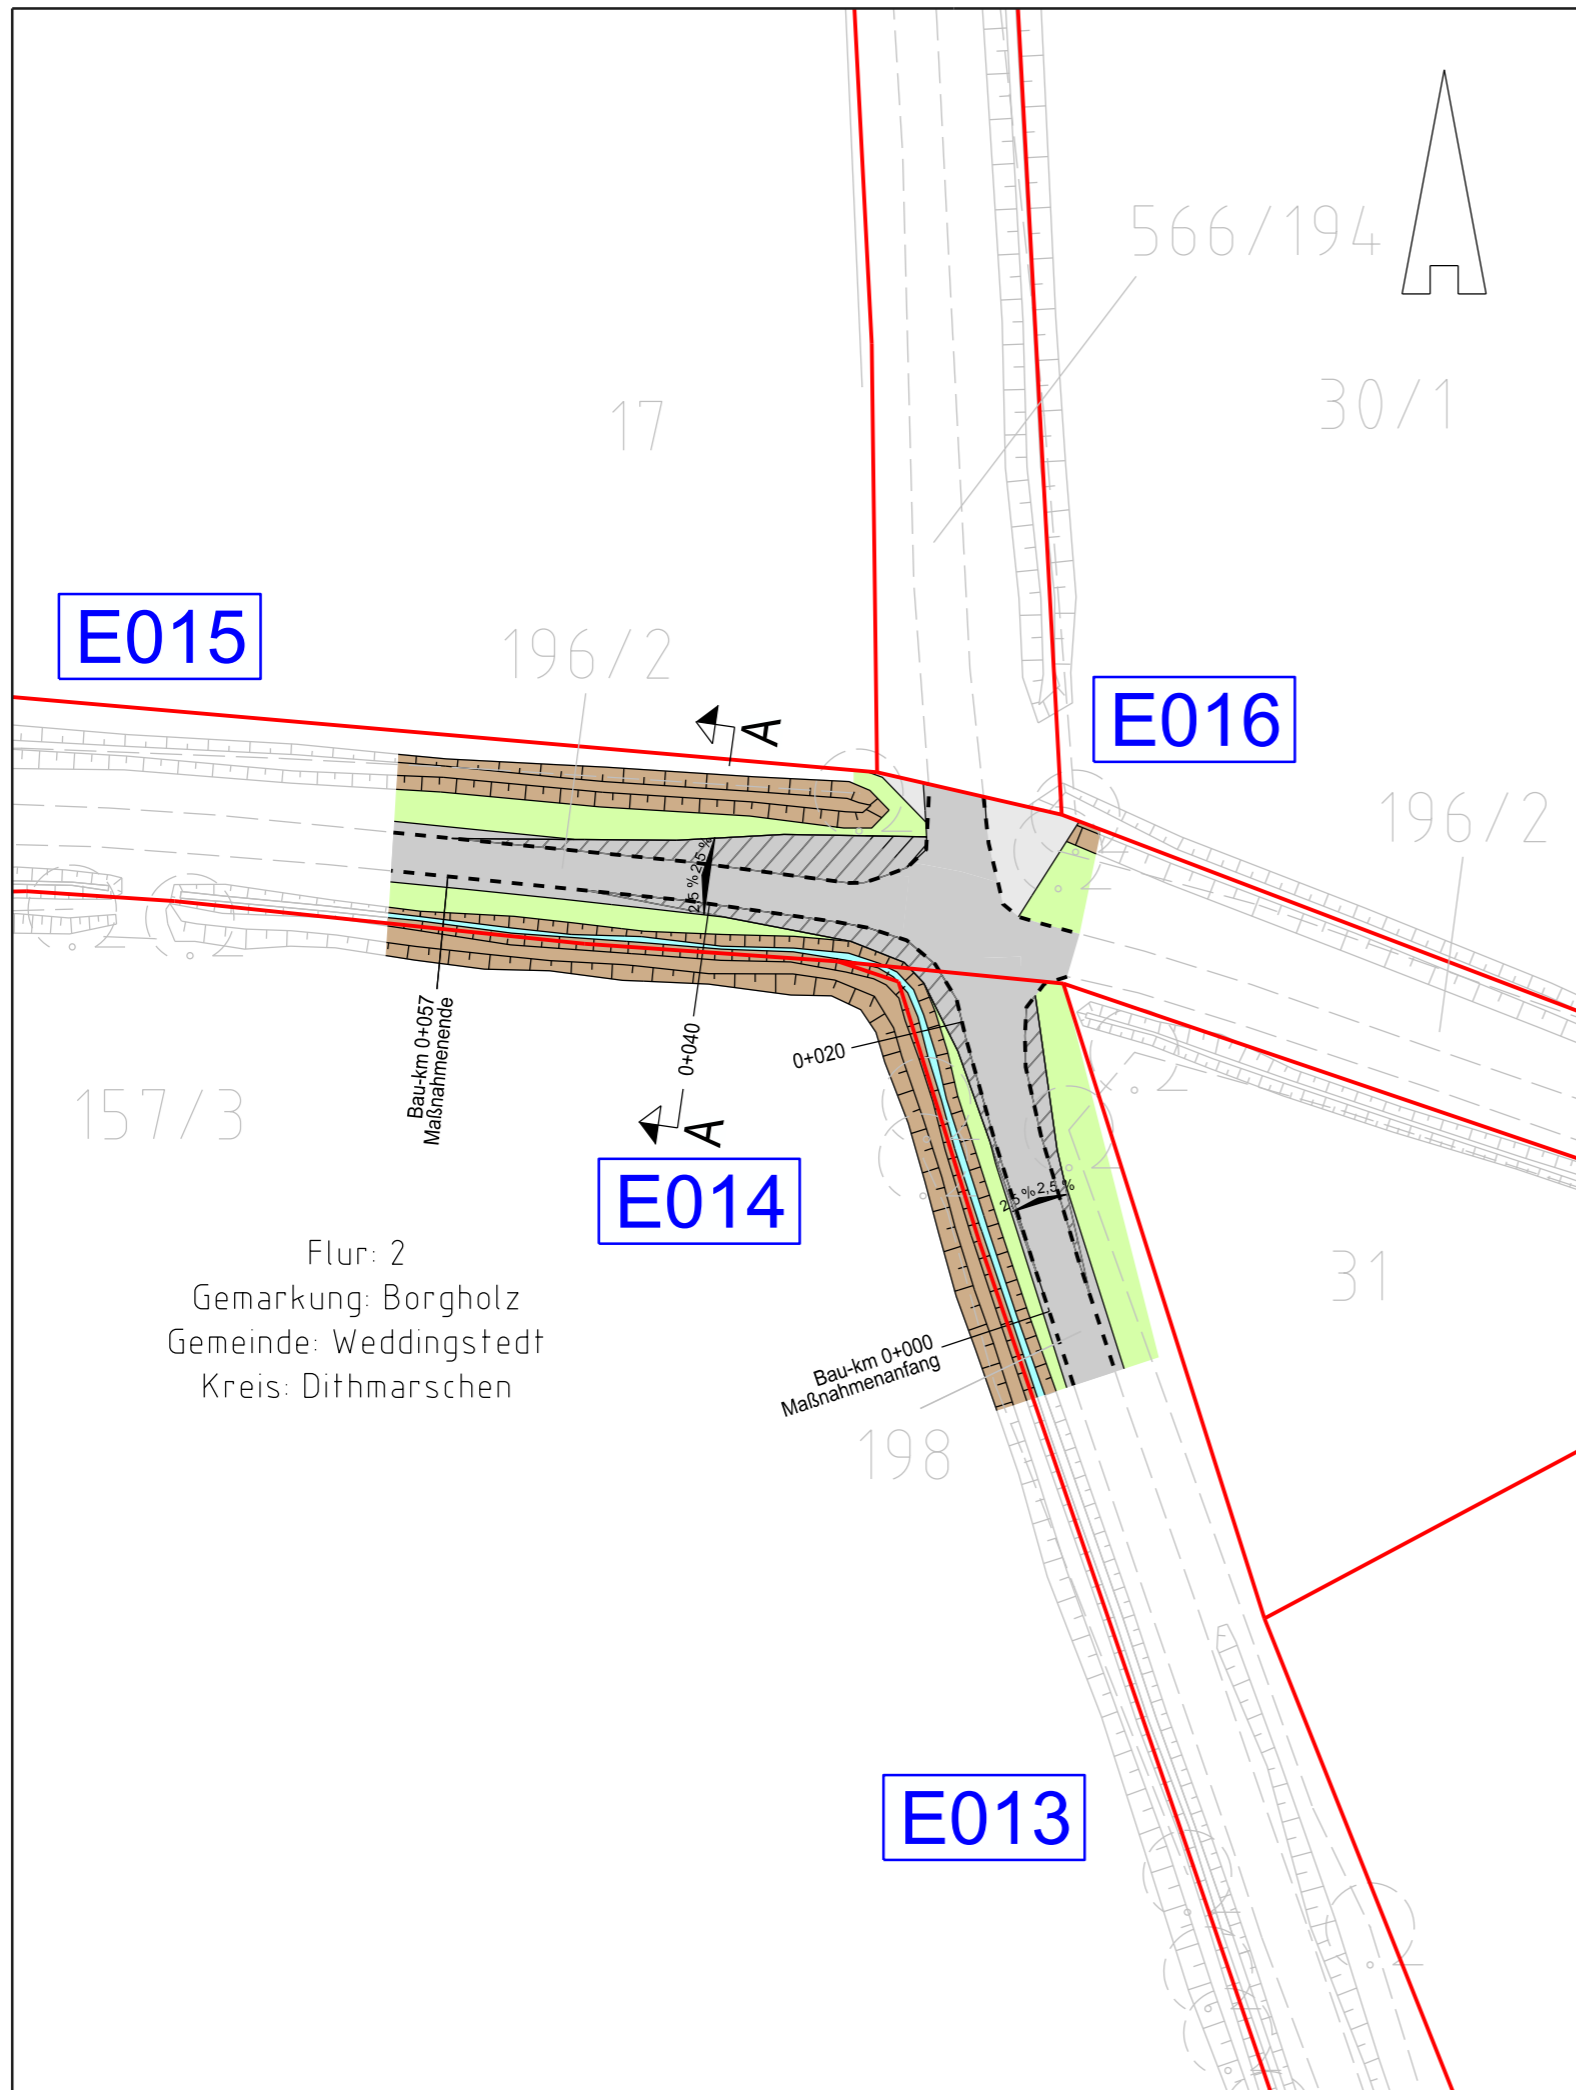 566/194
30/1
17
E015
196/2
A
E016
196/2
2,5 % 2,5 %
Bau-km 0+057
Maßnahmenende
0+040
0+020
157/3
A
E014
2,5 % 2,5 %
Flur: 2
Gemarkung: Borgholz
Gemeinde: Weddingstedt
Kreis: Dithmarschen
31
Bau-km 0+000
Maßnahmenanfang
198
E013